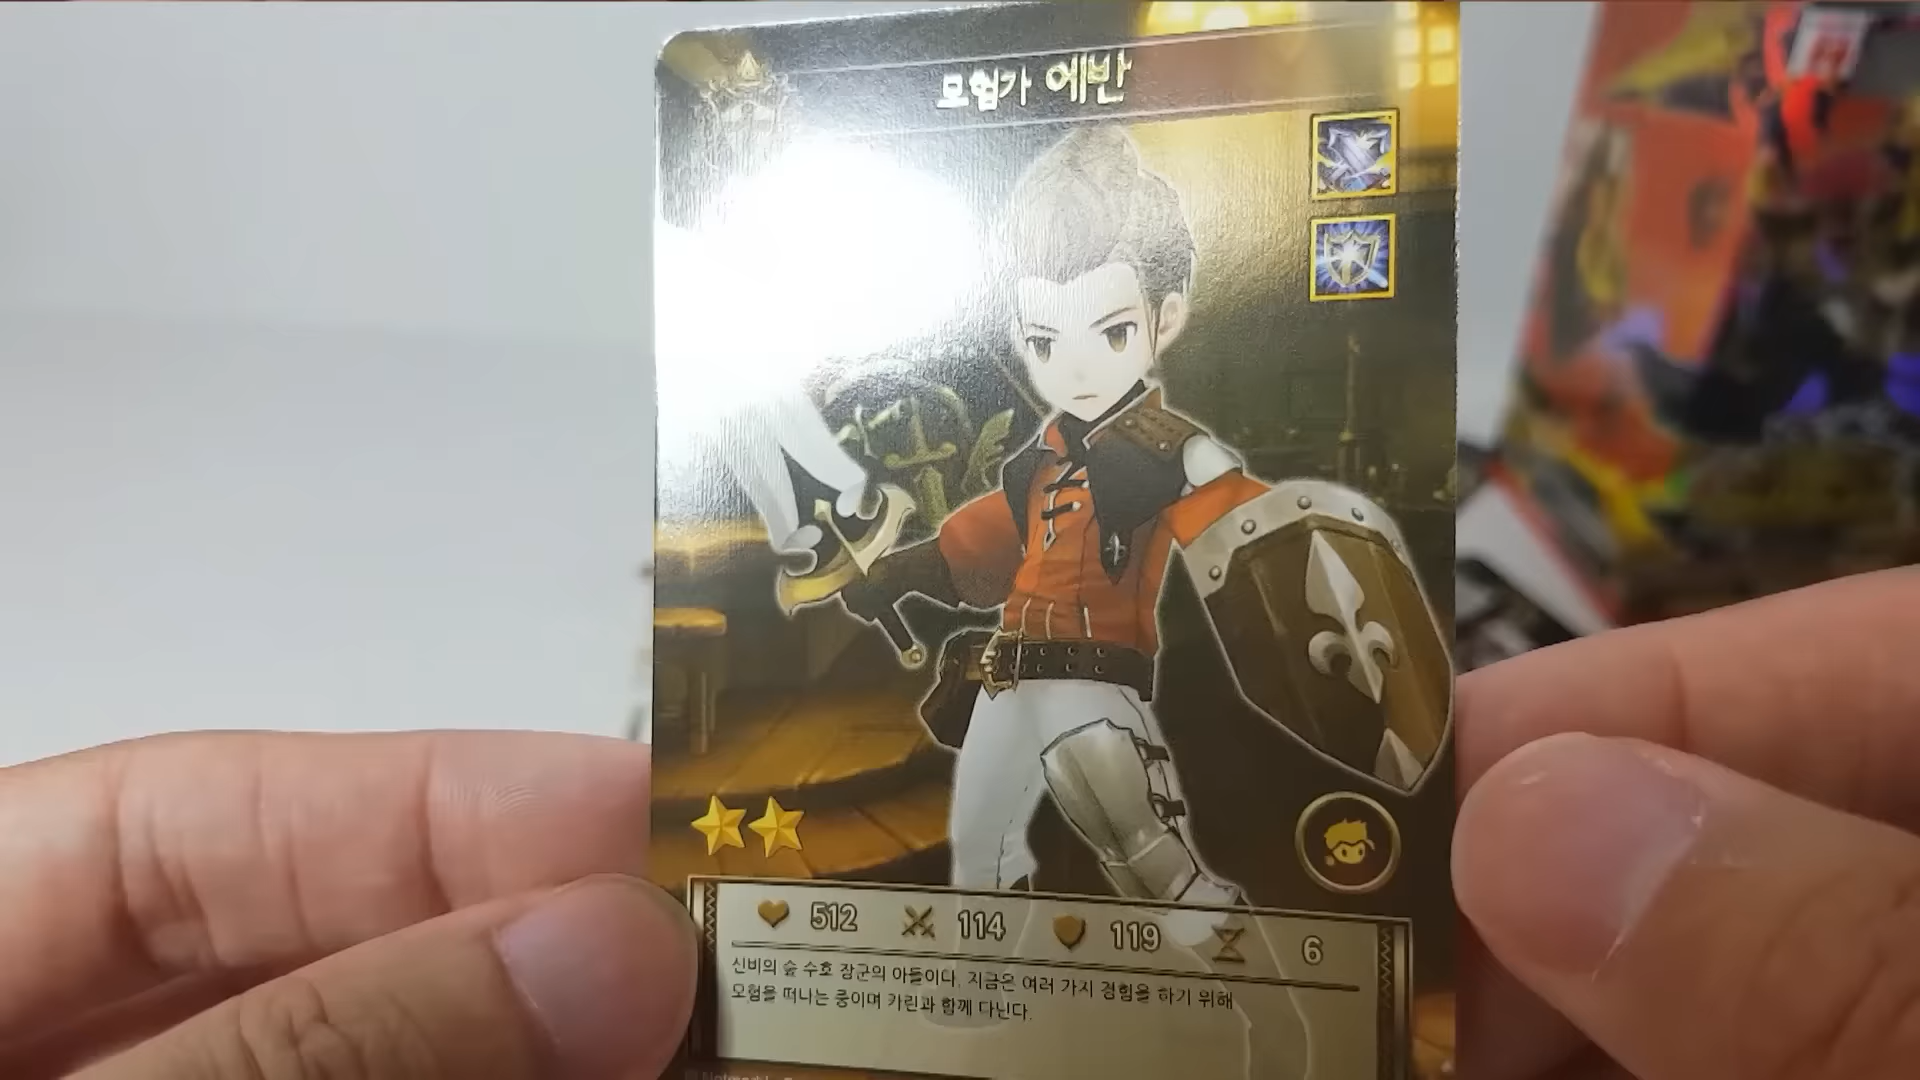 모험가 에반
512 114 119 6
신비의 숲 수호 장군의 아들이다. 지금은 여러 가지 경험을 하기 위해
모험을 떠나는 중이며 카린과 함께 다닌다.